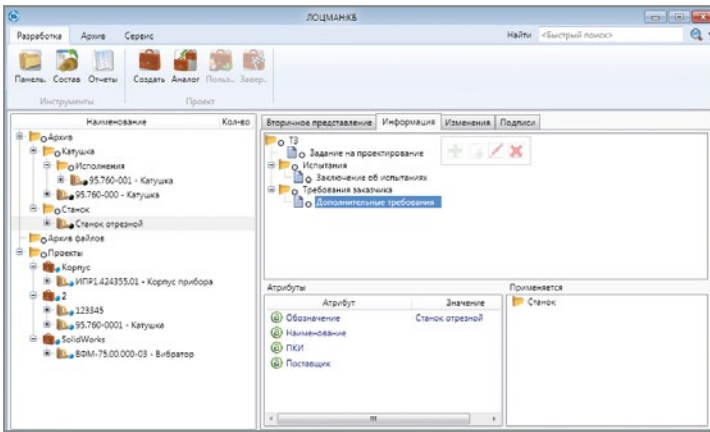 ЛОЦМАН:КБ
Разработка Архив Сервис
Найти <Быстрый поиск>
Панель. Состав Отчеты Создать Аналог Польз... Завер...
Инструменты Проект
Наименование Кол-во
Архив
Катушка
Исполнения
95.760-001 - Катушка
95.760-000 - Катушка
Станок
Станок отрезной
Архив файлов
Проекты
Корпус
ИПР1.424355.01 - Корпус прибора
2
123345
95.760-0001 - Катушка
SolidWorks
ВФМ-75.00.000-03 - Вибратор
Вторичное представление Информация Изменения Подписи
ТЗ
Задание на проектирование
Испытания
Заключение об испытаниях
Требования заказчика
Дополнительные требования
Атрибуты
Атрибут Значение
Обозначение Станок отрезной
Наименование
ПКИ
Поставщик
Применяется
Станок